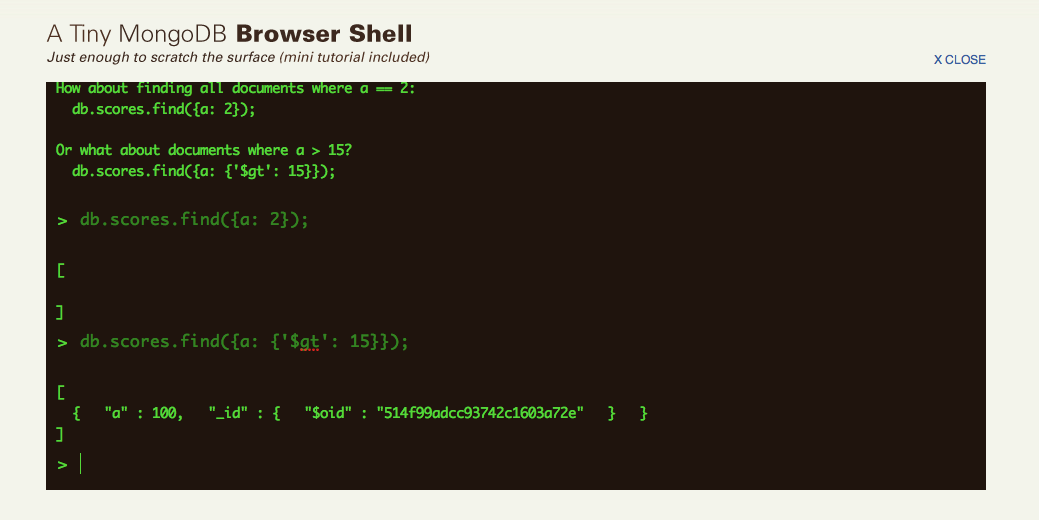 A Tiny MongoDB Browser Shell
Just enough to scratch the surface (mini tutorial included)
X CLOSE
How about finding all documents where a == 2:
db.scores.find({a: 2});
Or what about documents where a > 15?
db.scores.find({a: {'$gt': 15}});
> db.scores.find({a: 2});
[
]
> db.scores.find({a: {'$gt': 15}});
[
{ "a" : 100, "_id" : { "$oid" : "514f99adcc93742c1603a72e" } }
]
>